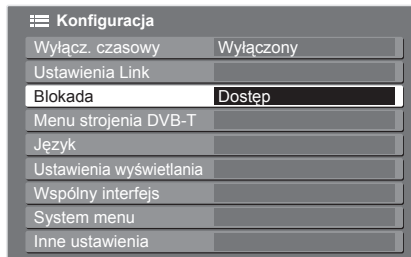 Konfiguracja
Wyłącz. czasowy Wyłączony
Ustawienia Link
Blokada Dostęp
Menu strojenia DVB-T
Język
Ustawienia wyświetlania
Wspólny interfejs
System menu
Inne ustawienia